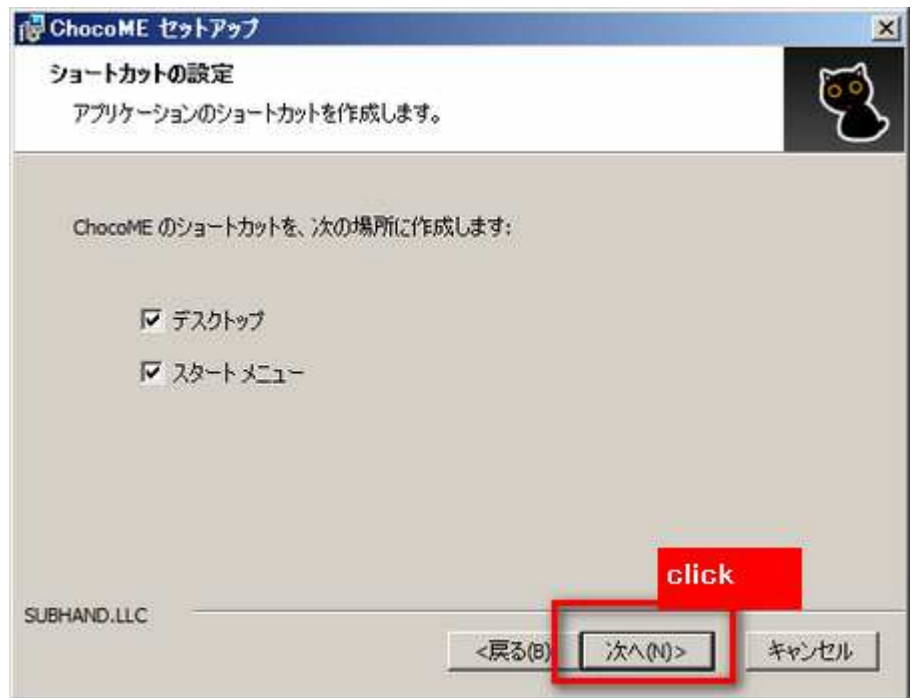 ChocoME セットアップ
ショートカットの設定
アプリケーションのショートカットを作成します。
ChocoME のショートカットを、次の場所に作成します:
デスクトップ
スタート メニュー
click
SUBHAND.LLC
<戻る(B)
次へ(N)>
キャンセル